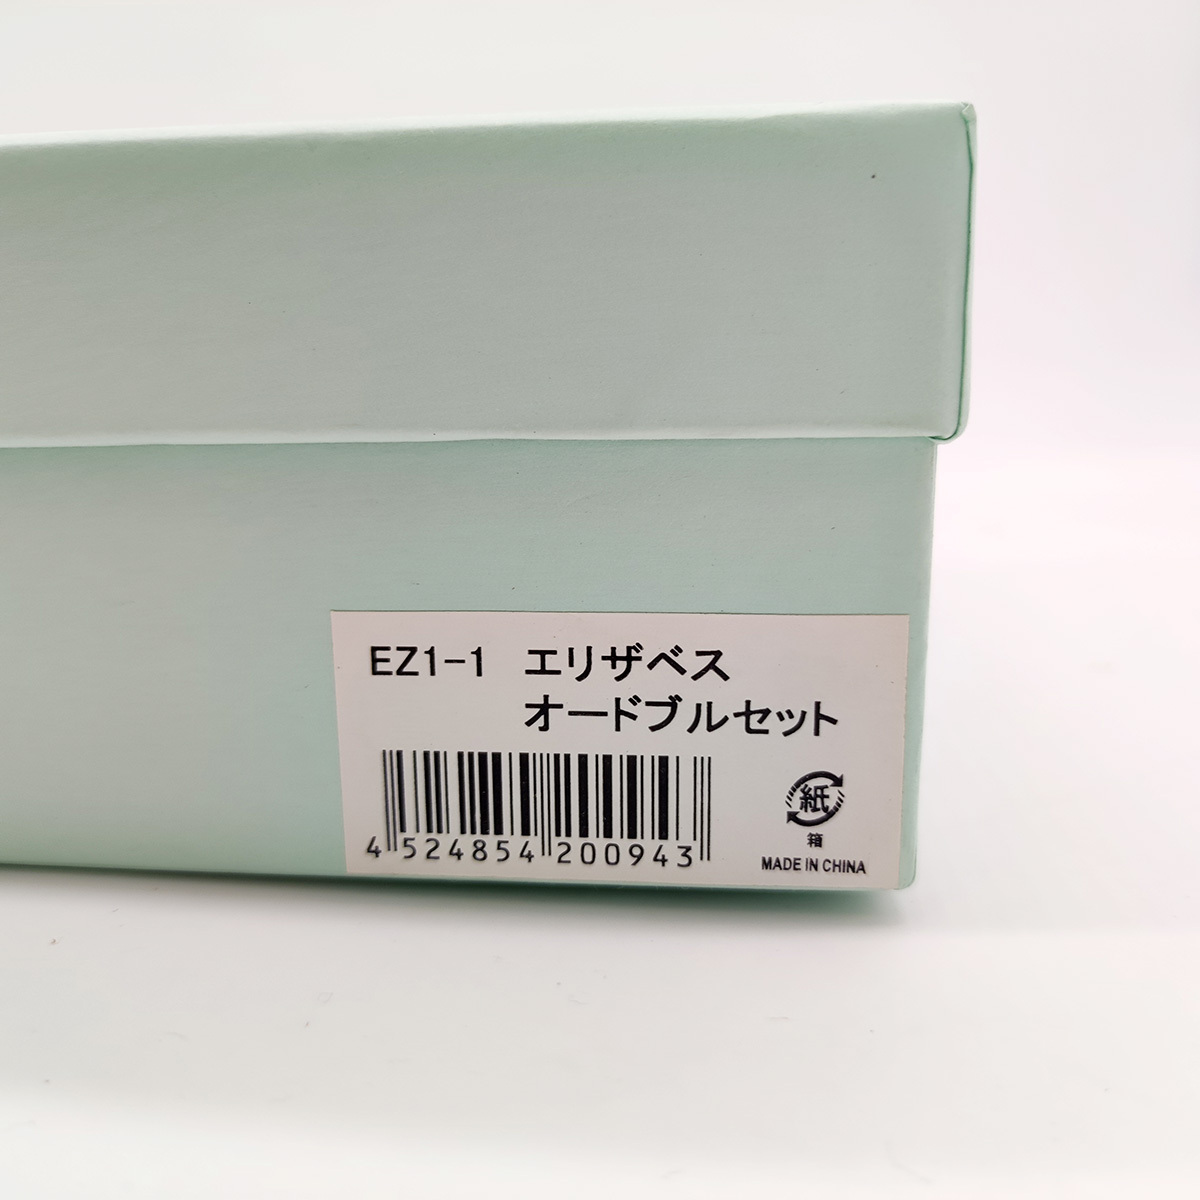 EZ1-1 エリザベス
オードブルセット
4 524854 200943
紙
箱
MADE IN CHINA